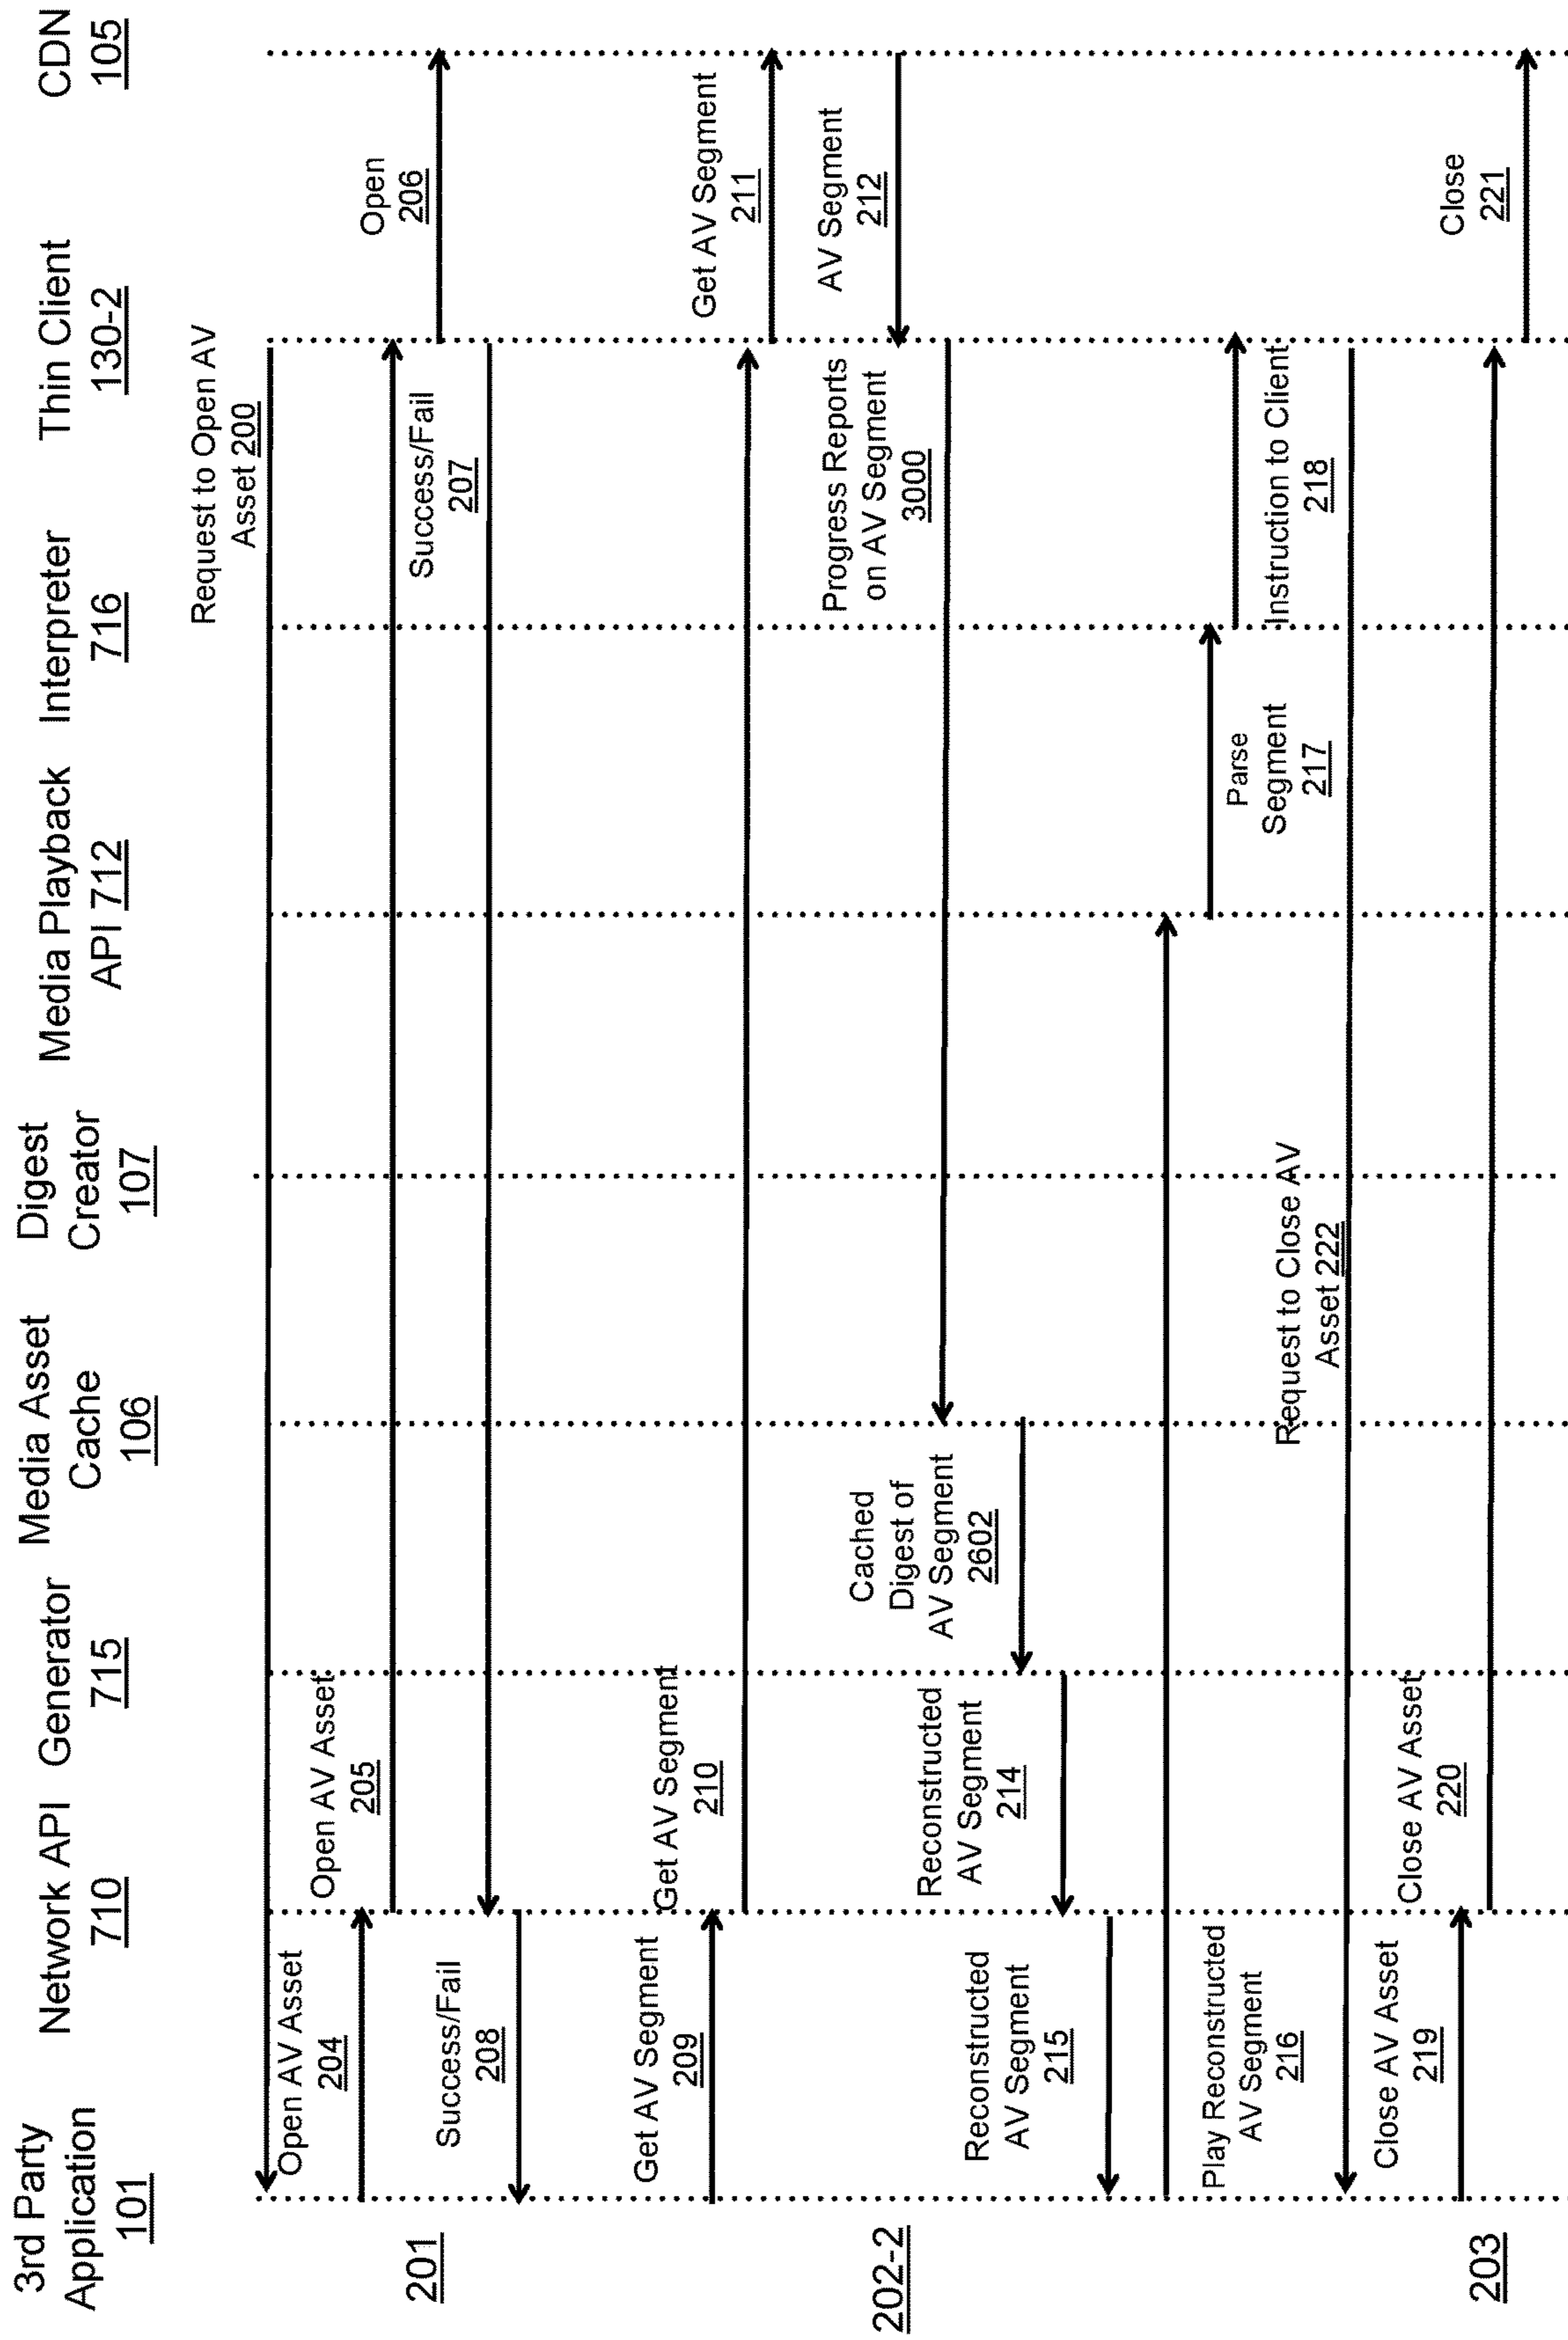 3rd Party
Application
101
Network API
710
Generator
715
Media Asset
Cache
106
Digest
Creator
107
Media Playback
API 712
Interpreter
716
Thin Client
130-2
CDN
105
Request to Open AV
Asset 200
201
Open AV Asset
204
Open AV Asset
205
Open
206
Success/Fail
207
Success/Fail
208
202-2
Get AV Segment
209
Get AV Segment
210
Get AV Segment
211
AV Segment
212
Progress Reports
on AV Segment
3000
Cached
Digest of
AV Segment
2602
Reconstructed
AV Segment
214
Reconstructed
AV Segment
215
Play Reconstructed
AV Segment
216
Parse
Segment
217
Instruction to Client
218
Request to Close AV
Asset 222
203
Close AV Asset
219
Close AV Asset
220
Close
221